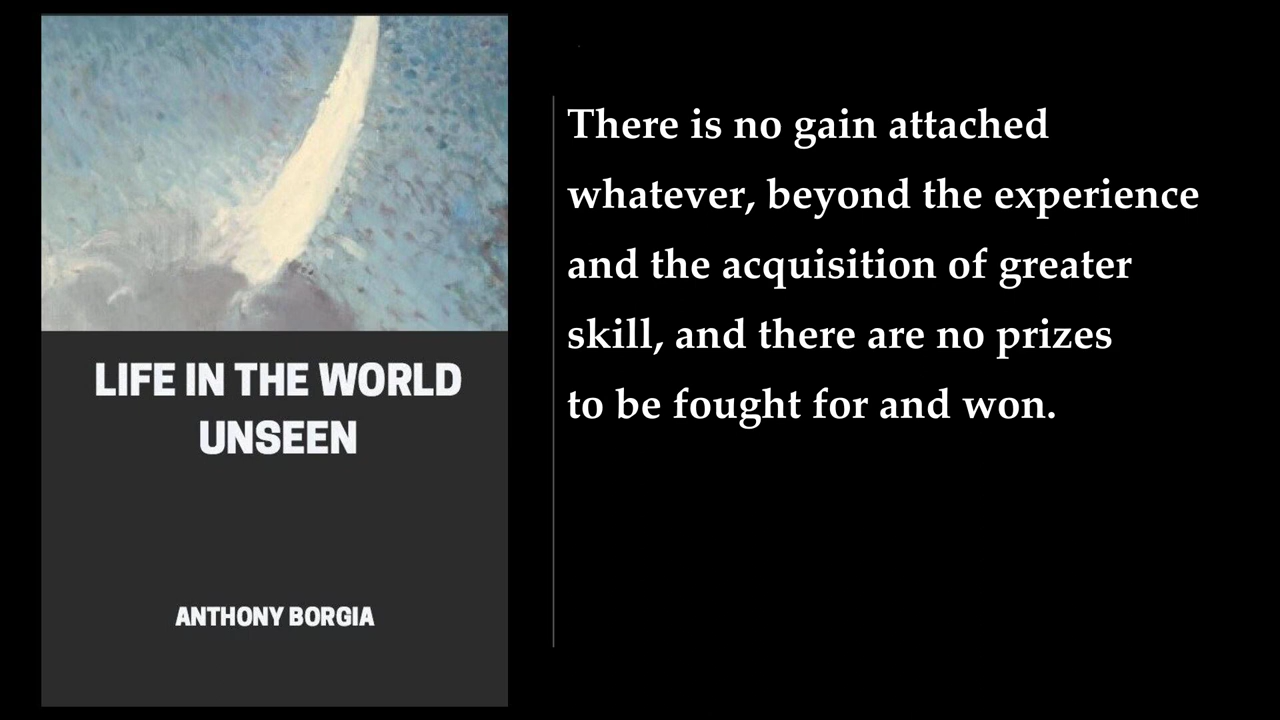 LIFE IN THE WORLD
UNSEEN
ANTHONY BORGIA
There is no gain attached
whatever, beyond the experience
and the acquisition of greater
skill, and there are no prizes
to be fought for and won.